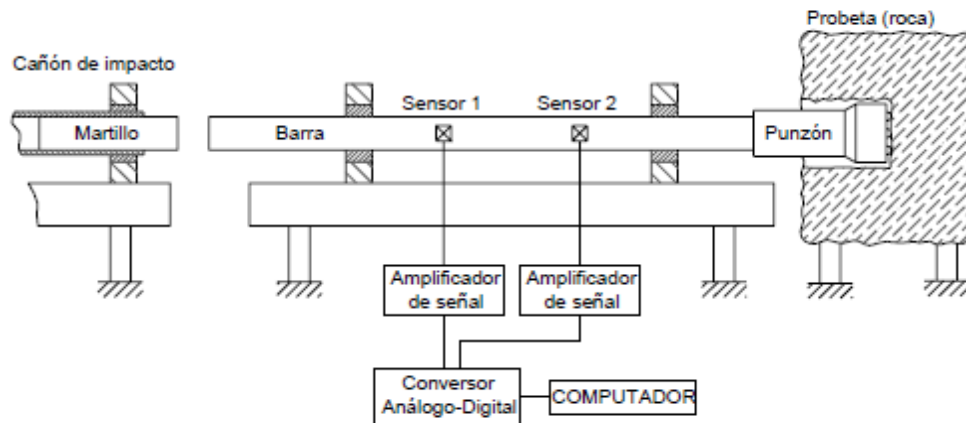 Probeta (roca)
Cañón de impacto
Sensor 1
Sensor 2
Martillo
Barra
Punzón
Amplificador
de señal
Amplificador
de señal
Conversor
Análogo-Digital
COMPUTADOR